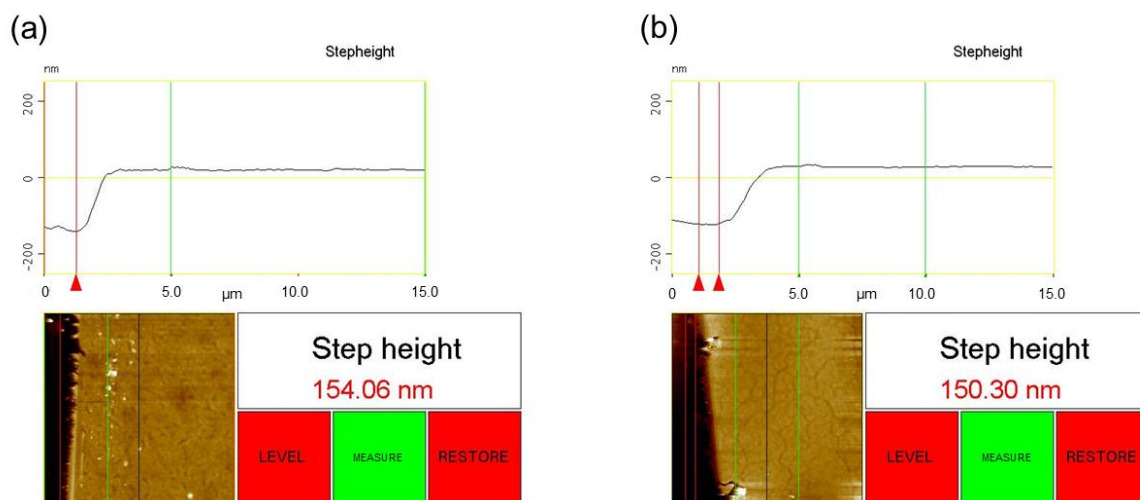 (a)
Stepheight
nm
200
0
-200
0 5.0 µm 10.0 15.0
Step height
154.06 nm
LEVEL MEASURE RESTORE
(b)
Stepheight
nm
200
0
-200
0 5.0 µm 10.0 15.0
Step height
150.30 nm
LEVEL MEASURE RESTORE